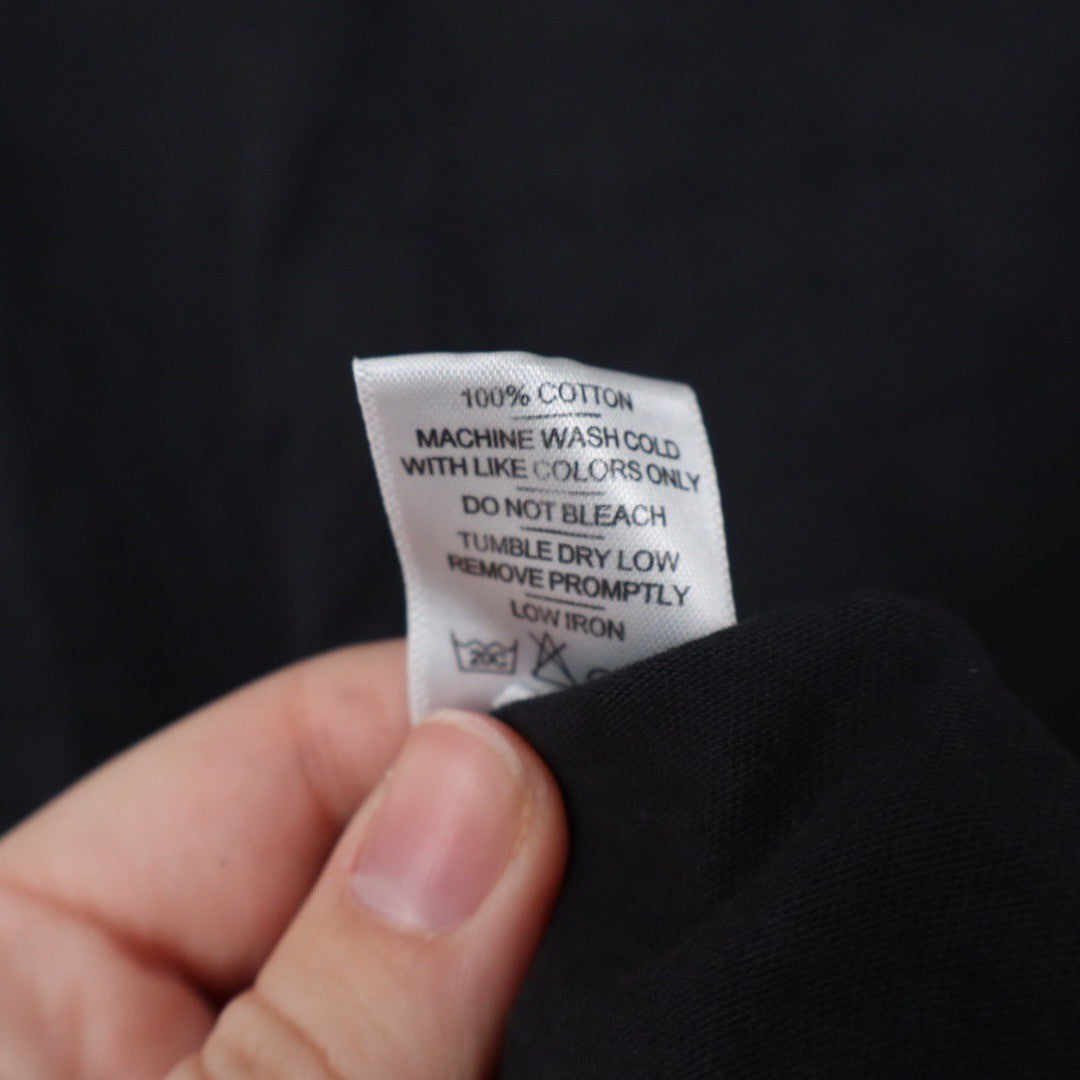 100% COTTON
MACHINE WASH COLD
WITH LIKE COLORS ONLY
DO NOT BLEACH
TUMBLE DRY LOW
REMOVE PROMPTLY
LOW IRON
20C